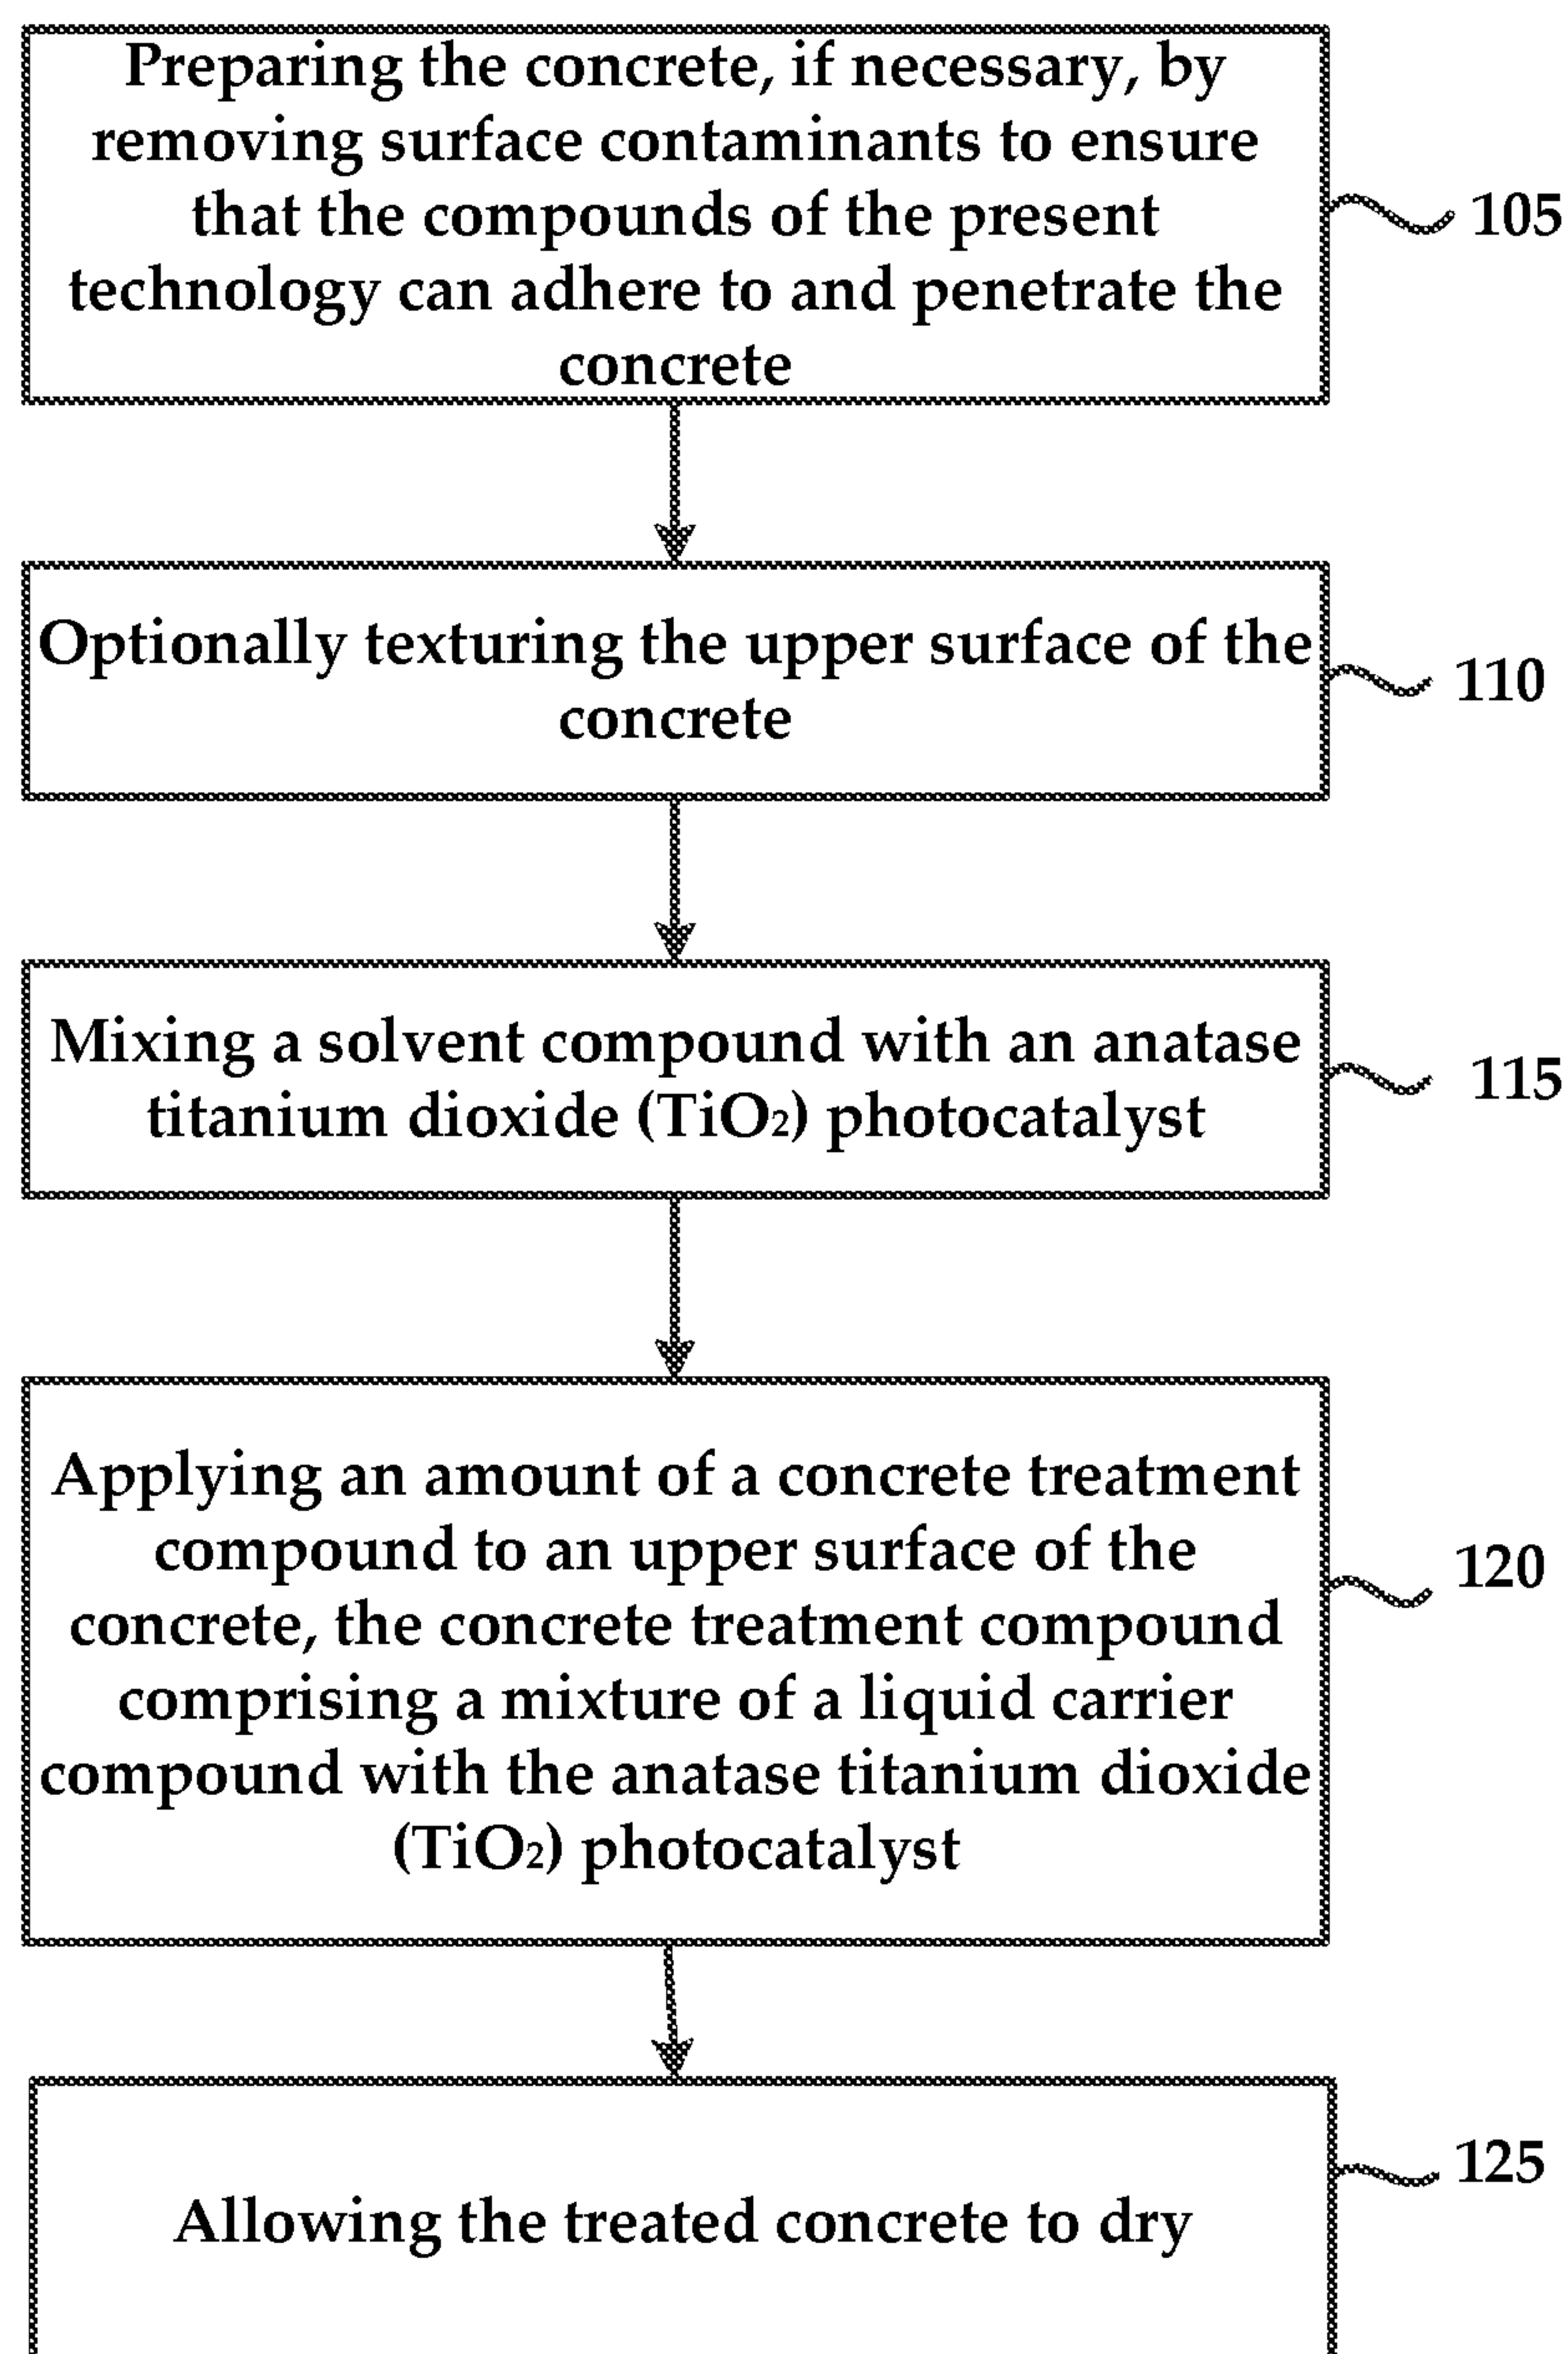 Preparing the concrete, if necessary, by
removing surface contaminants to ensure
that the compounds of the present
technology can adhere to and penetrate the
concrete
105
Optionally texturing the upper surface of the
concrete
110
Mixing a solvent compound with an anatase
titanium dioxide (TiO₂) photocatalyst
115
Applying an amount of a concrete treatment
compound to an upper surface of the
concrete, the concrete treatment compound
comprising a mixture of a liquid carrier
compound with the anatase titanium dioxide
(TiO₂) photocatalyst
120
Allowing the treated concrete to dry
125